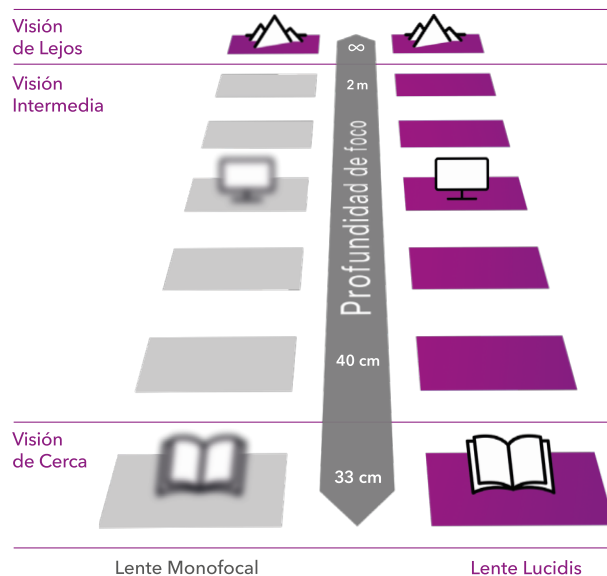 Visión
de Lejos
∞
Visión
Intermedia
2 m
Profundidad de foco
40 cm
Visión
de Cerca
33 cm
Lente Monofocal
Lente Lucidis